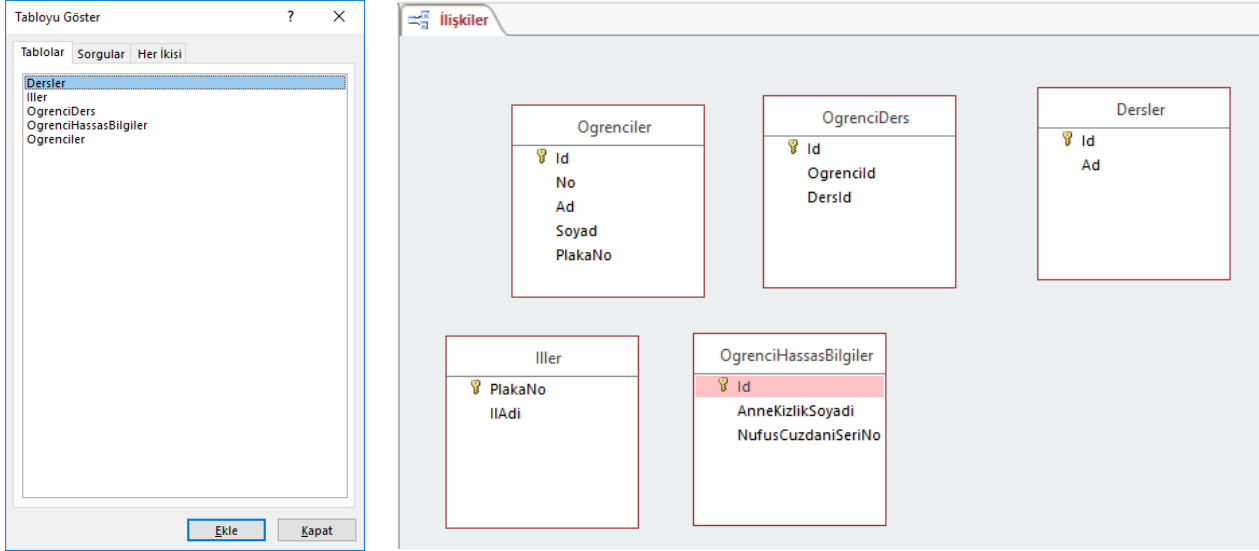 Tabloyu Göster
?
Tablolar Sorgular Her İkisi
Dersler
Iller
OgrenciDers
OgrenciHassasBilgiler
Ogrenciler
Ekle Kapat
İlişkiler
Ogrenciler
Id
No
Ad
Soyad
PlakaNo
OgrenciDers
Id
OgrenciId
DersId
Dersler
Id
Ad
Iller
PlakaNo
IlAdi
OgrenciHassasBilgiler
Id
AnneKizlikSoyadi
NufusCuzdaniSeriNo